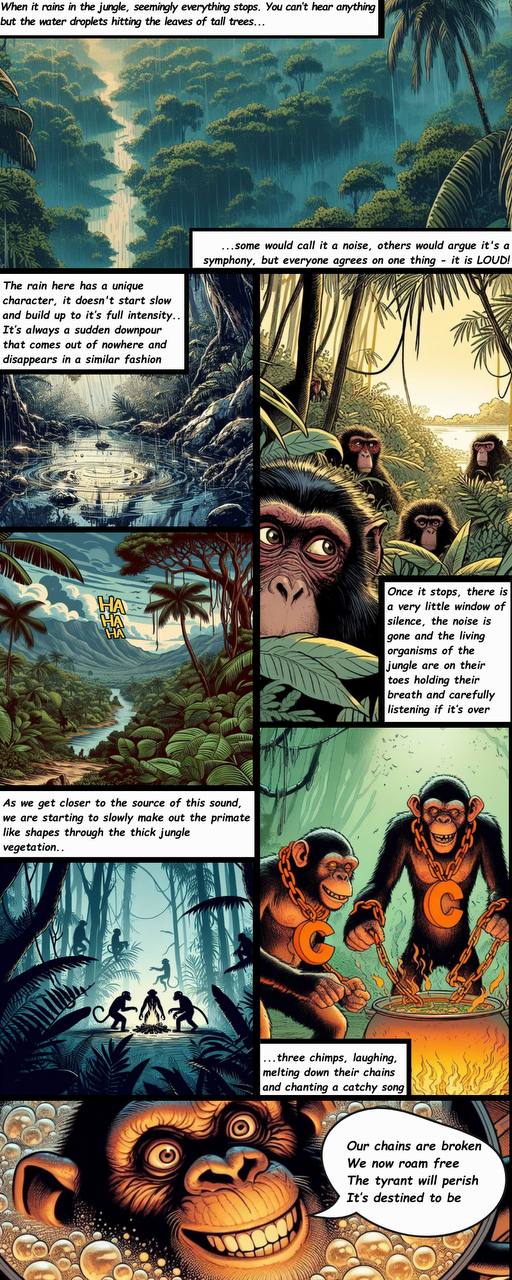 When it rains in the jungle, seemingly everything stops. You can't hear anything
but the water droplets hitting the leaves of tall trees...
...some would call it a noise, others would argue it's a
symphony, but everyone agrees on one thing - it is LOUD!
The rain here has a unique
character, it doesn't start slow
and build up to it's full intensity..
It's always a sudden downpour
that comes out of nowhere and
disappears in a similar fashion
Once it stops, there is
a very little window of
silence, the noise is
gone and the living
organisms of the
jungle are on their
toes holding their
breath and carefully
listening if it's over
HA
HA
HA
As we get closer to the source of this sound,
we are starting to slowly make out the primate
like shapes through the thick jungle
vegetation..
C
C
...three chimps, laughing,
melting down their chains
and chanting a catchy song
Our chains are broken
We now roam free
The tyrant will perish
It's destined to be